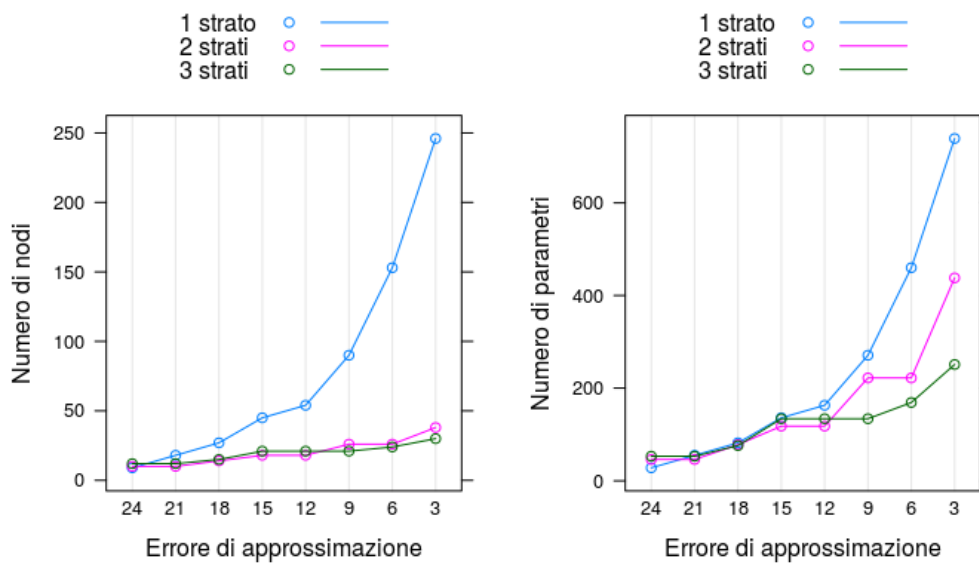 1 strato
2 strati
3 strati
250
200
150
100
50
0
Numero di nodi
24 21 18 15 12 9 6 3
Errore di approssimazione
1 strato
2 strati
3 strati
600
400
200
0
Numero di parametri
24 21 18 15 12 9 6 3
Errore di approssimazione